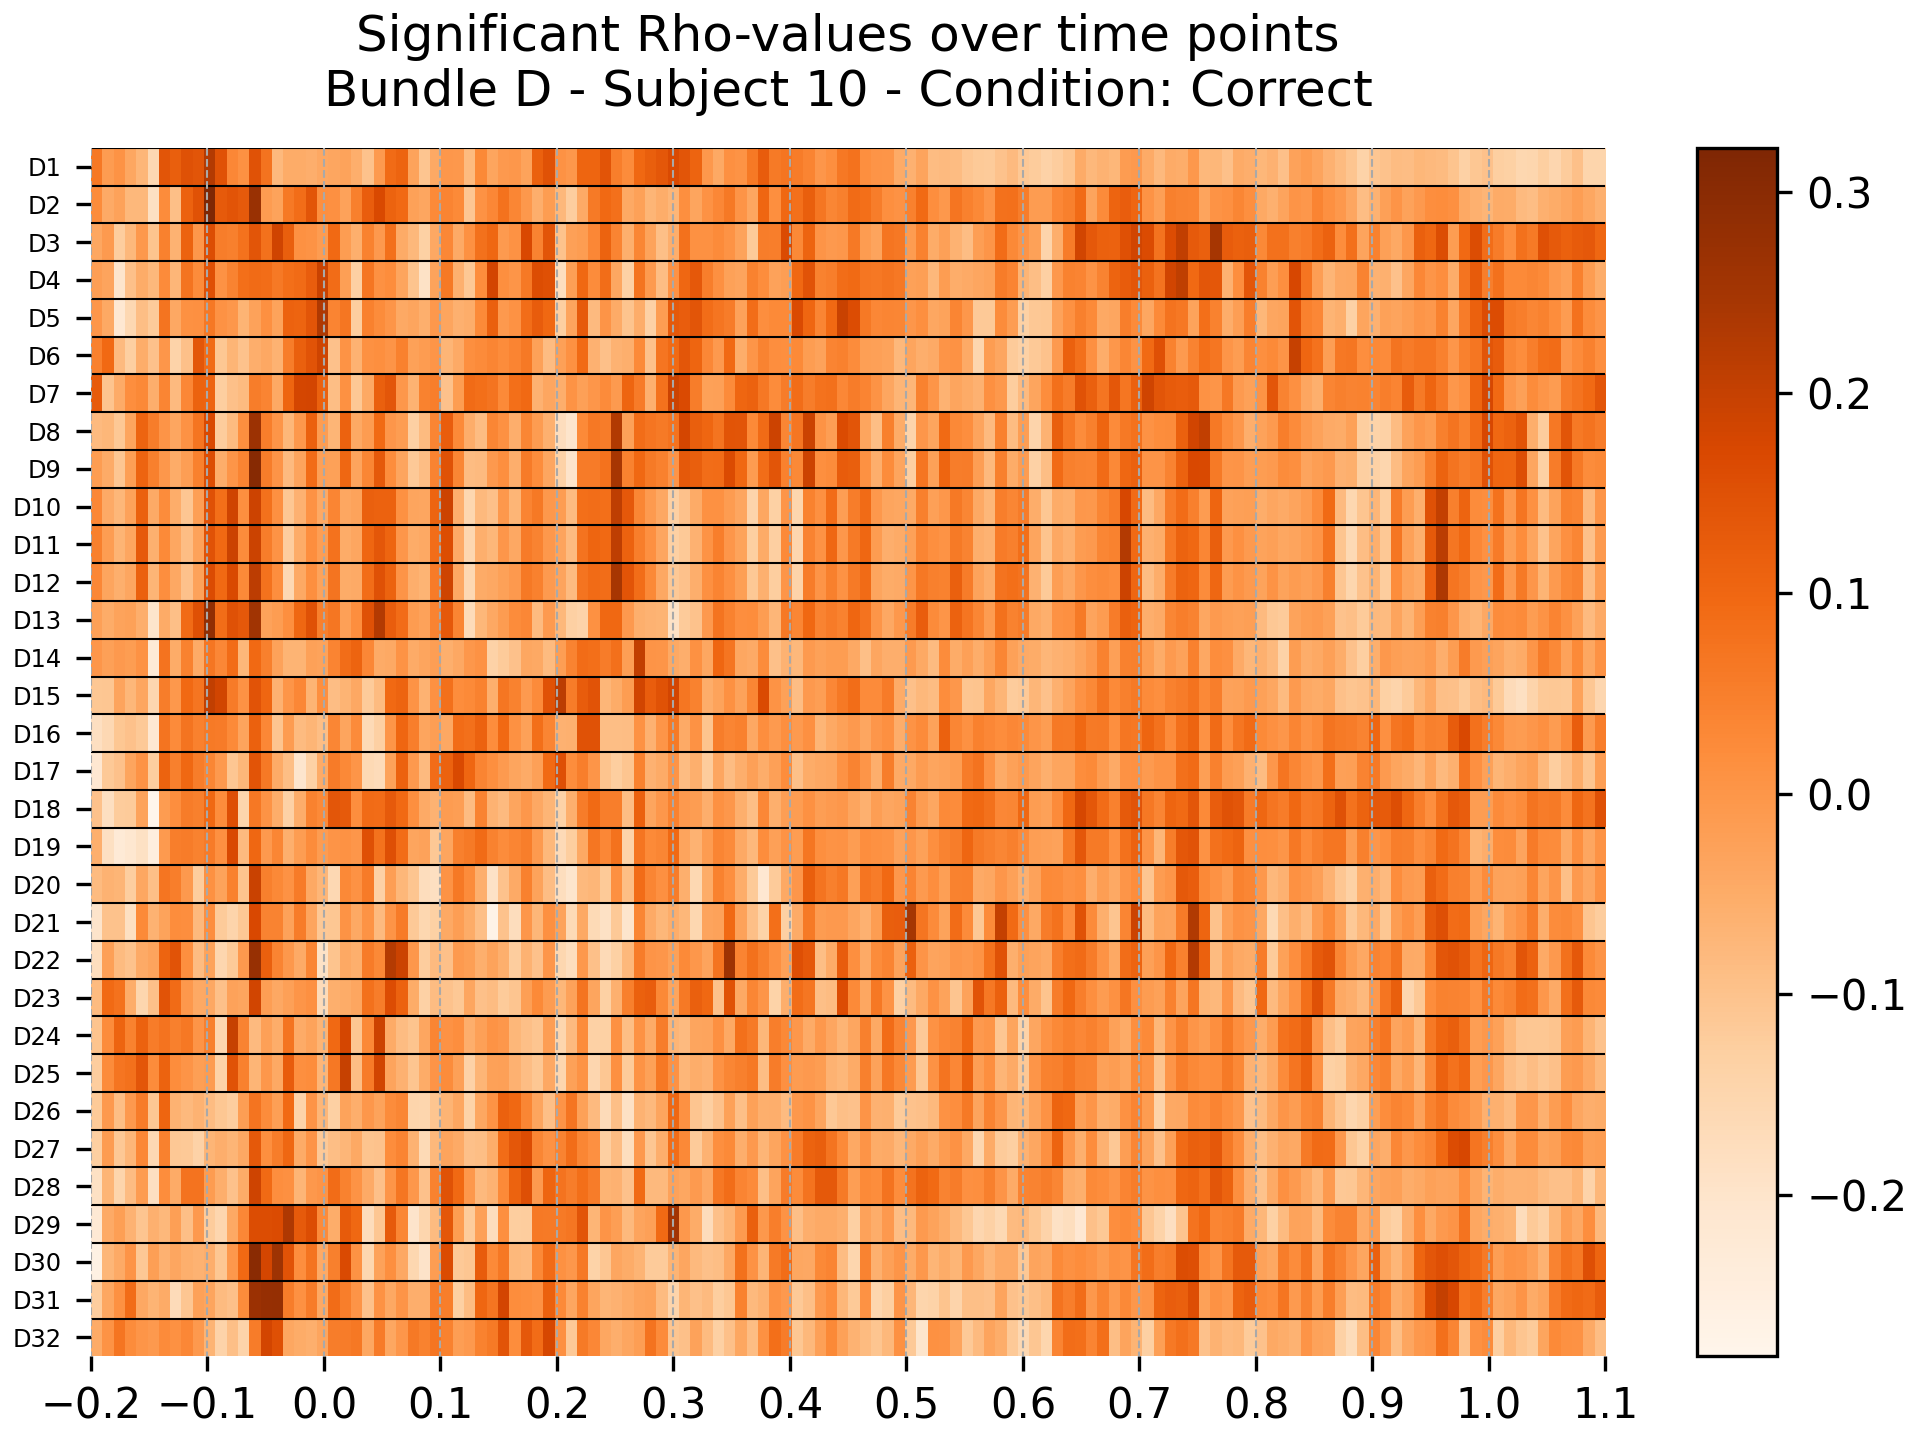 Significant Rho-values over time points
Bundle D - Subject 10 - Condition: Correct
D1
D2
D3
D4
D5
D6
D7
D8
D9
D10
D11
D12
D13
D14
D15
D16
D17
D18
D19
D20
D21
D22
D23
D24
D25
D26
D27
D28
D29
D30
D31
D32
−0.2 −0.1 0.0 0.1 0.2 0.3 0.4 0.5 0.6 0.7 0.8 0.9 1.0 1.1
0.3
0.2
0.1
0.0
−0.1
−0.2